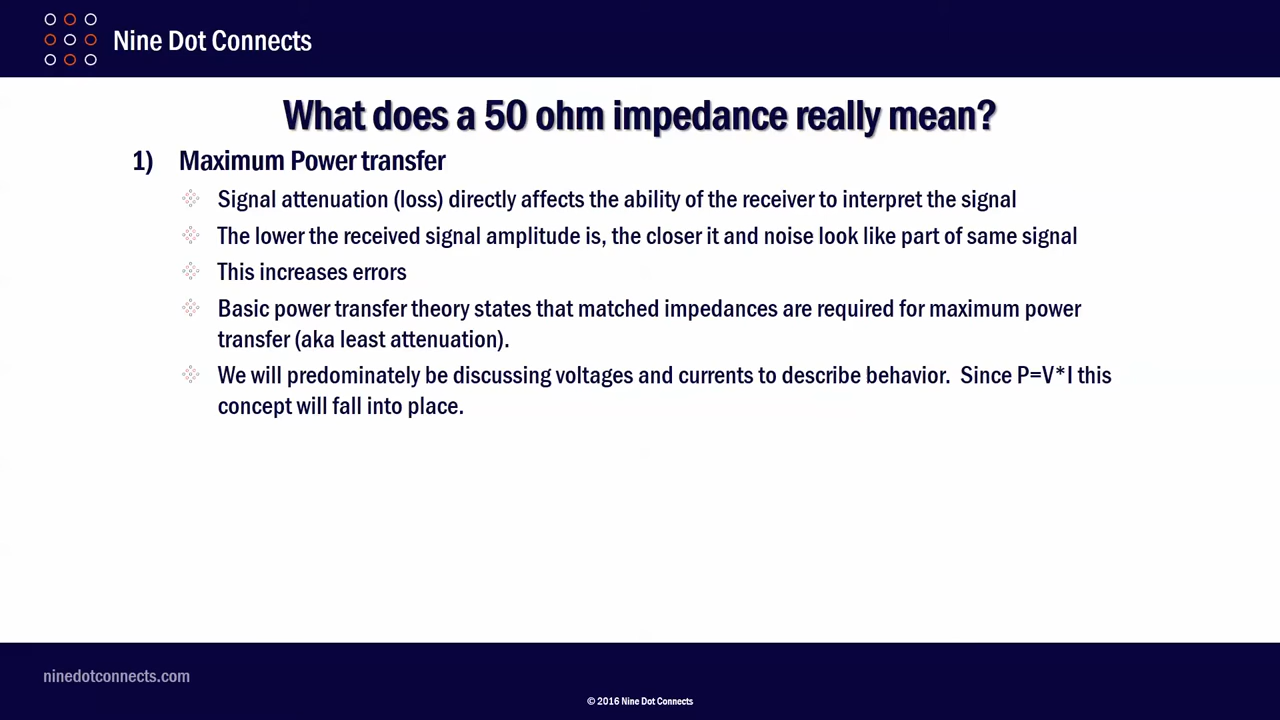 Nine Dot Connects
What does a 50 ohm impedance really mean?
1) Maximum Power transfer
Signal attenuation (loss) directly affects the ability of the receiver to interpret the signal
The lower the received signal amplitude is, the closer it and noise look like part of same signal
This increases errors
Basic power transfer theory states that matched impedances are required for maximum power
transfer (aka least attenuation).
We will predominately be discussing voltages and currents to describe behavior.  Since P=V*I this
concept will fall into place.
ninedotconnects.com
© 2016 Nine Dot Connects